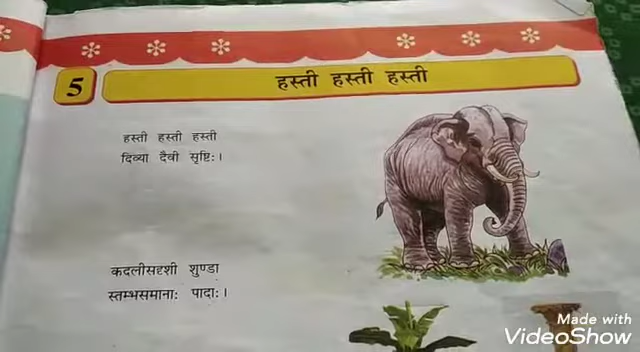 5
हस्ती हस्ती हस्ती
हस्ती हस्ती हस्ती
दिव्या दैवी सृष्टिः।
कदलीसदृशी शुण्डा
स्तम्भसमानाः पादाः।
Made with
VideoShow